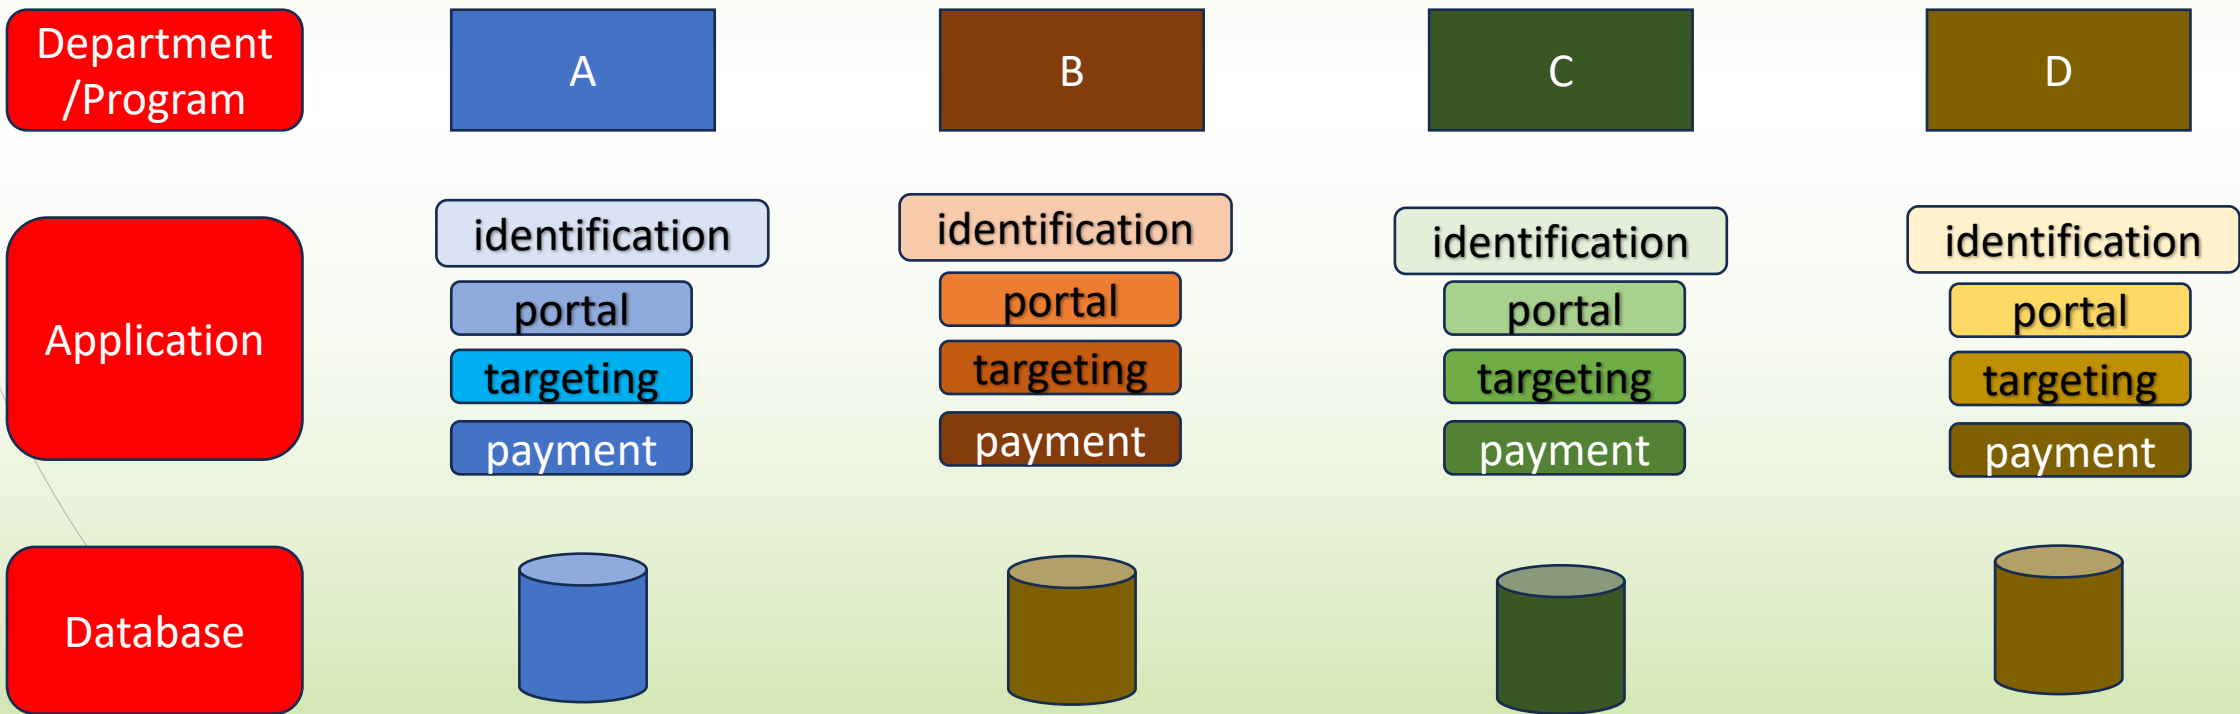 Department
/Program
A
B
C
D
Application
identification
identification
identification
identification
portal
portal
portal
portal
targeting
targeting
targeting
targeting
payment
payment
payment
payment
Database